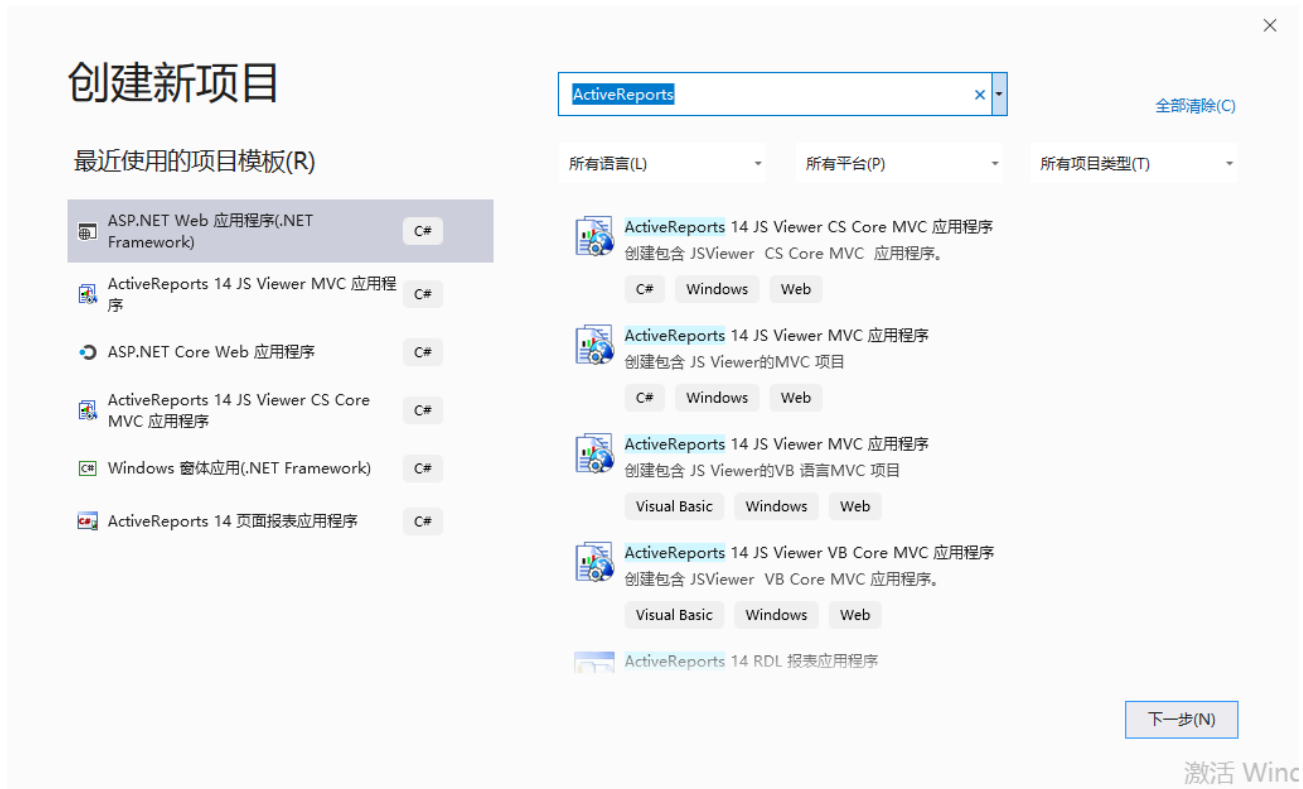 创建新项目
最近使用的项目模板(R)
ASP.NET Web 应用程序(.NET
Framework)
C#
ActiveReports 14 JS Viewer MVC 应用程
序
C#
ASP.NET Core Web 应用程序
C#
ActiveReports 14 JS Viewer CS Core
MVC 应用程序
C#
Windows 窗体应用(.NET Framework)
C#
ActiveReports 14 页面报表应用程序
C#
ActiveReports
全部清除(C)
所有语言(L)
所有平台(P)
所有项目类型(T)
ActiveReports 14 JS Viewer CS Core MVC 应用程序
创建包含 JSViewer CS Core MVC 应用程序。
C# Windows Web
ActiveReports 14 JS Viewer MVC 应用程序
创建包含 JS Viewer的MVC 项目
C# Windows Web
ActiveReports 14 JS Viewer MVC 应用程序
创建包含 JS Viewer的VB 语言MVC 项目
Visual Basic Windows Web
ActiveReports 14 JS Viewer VB Core MVC 应用程序
创建包含 JSViewer VB Core MVC 应用程序。
Visual Basic Windows Web
ActiveReports 14 RDL 报表应用程序
下一步(N)
激活